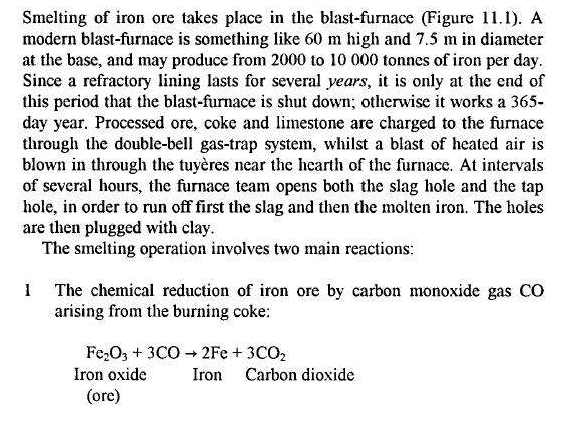 Smelting of iron ore takes place in the blast-furnace (Figure 11.1). A
modern blast-furnace is something like 60 m high and 7.5 m in diameter
at the base, and may produce from 2000 to 10 000 tonnes of iron per day.
Since a refractory lining lasts for several years, it is only at the end of
this period that the blast-furnace is shut down; otherwise it works a 365-
day year. Processed ore, coke and limestone are charged to the furnace
through the double-bell gas-trap system, whilst a blast of heated air is
blown in through the tuyères near the hearth of the furnace. At intervals
of several hours, the furnace team opens both the slag hole and the tap
hole, in order to run off first the slag and then the molten iron. The holes
are then plugged with clay.
The smelting operation involves two main reactions:
1 The chemical reduction of iron ore by carbon monoxide gas CO
arising from the burning coke:
Fe₂O₃ + 3CO → 2Fe + 3CO₂
Iron oxide Iron Carbon dioxide
(ore)